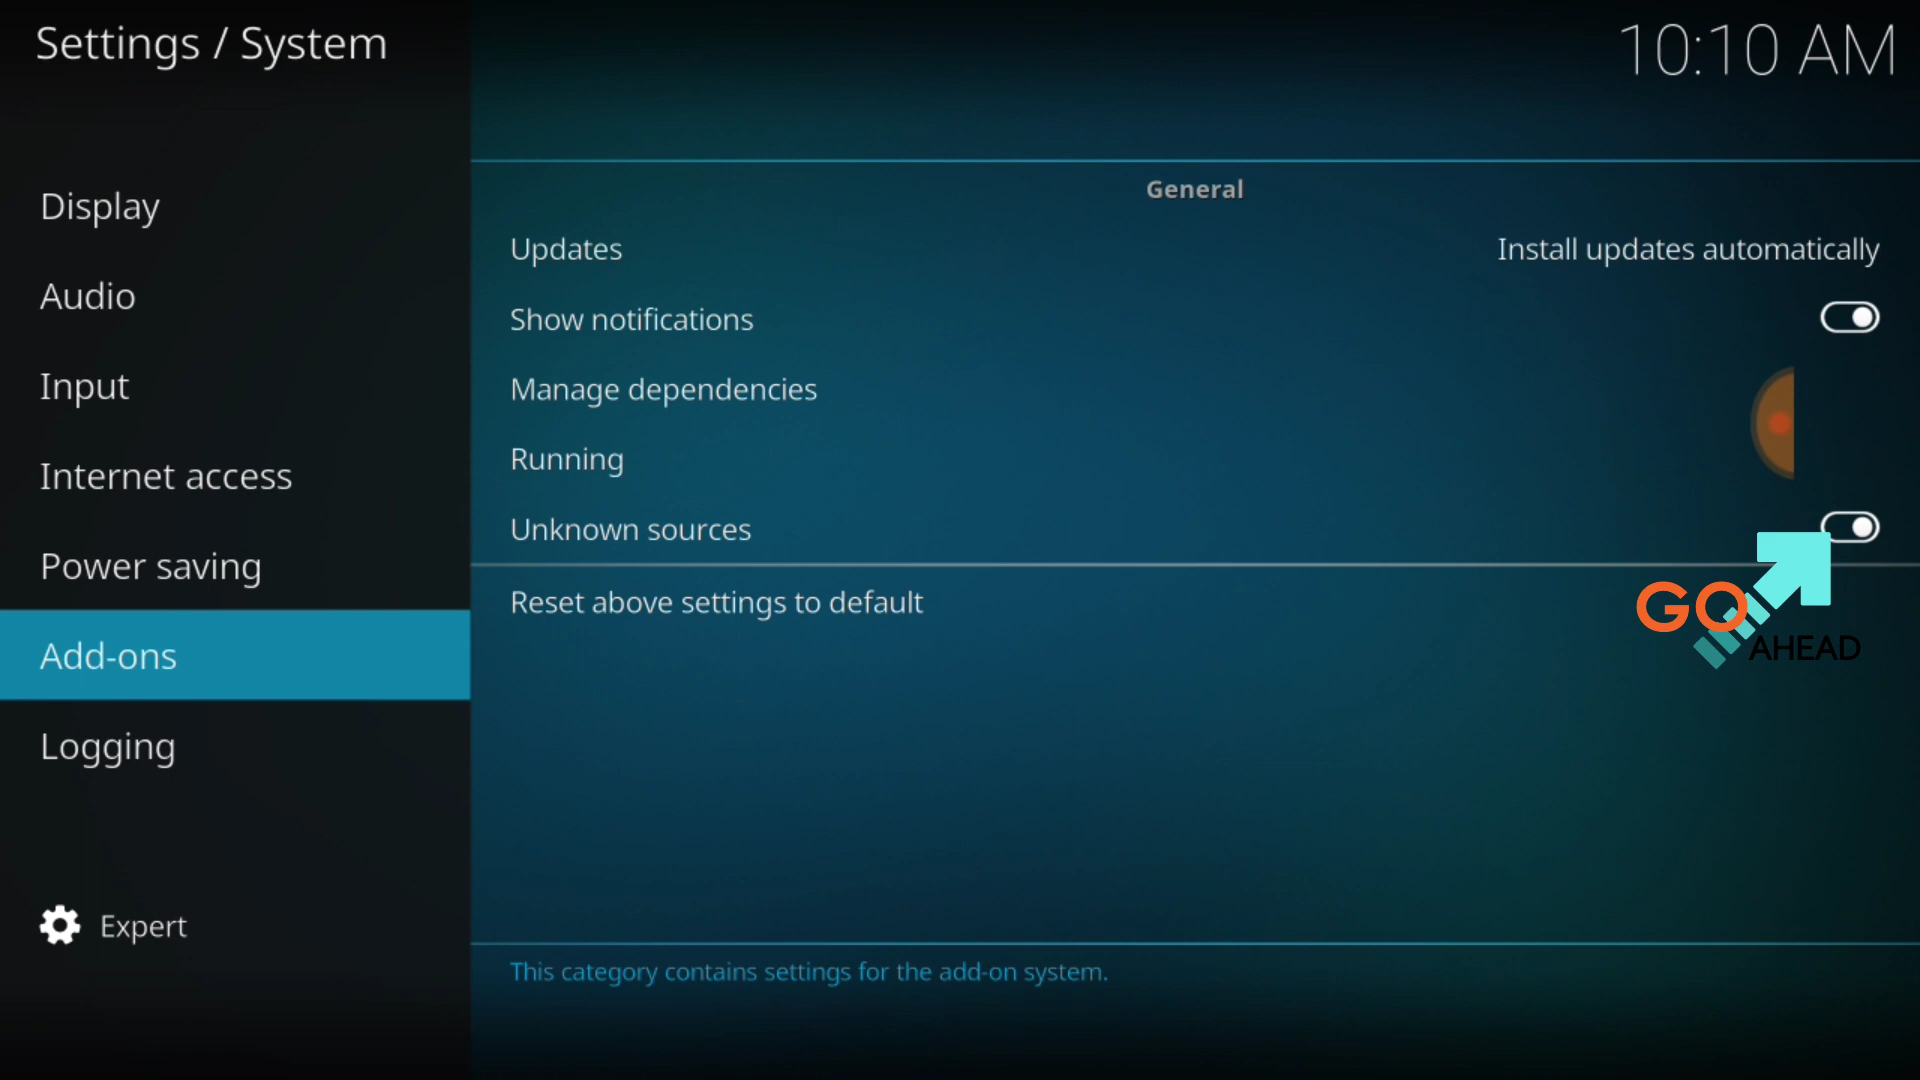 Settings / System
10:10 AM
Display
Audio
Input
Internet access
Power saving
Add-ons
Logging
Expert
General
Updates
Install updates automatically
Show notifications
Manage dependencies
Running
Unknown sources
Reset above settings to default
GO
AHEAD
This category contains settings for the add-on system.